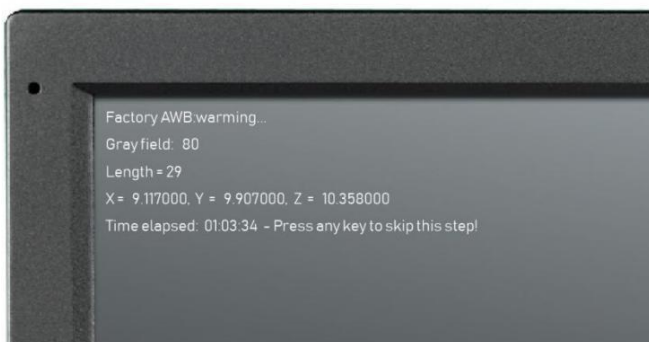 Factory AWB:warming...
Gray field: 80
Length = 29
X = 9.117000, Y = 9.907000, Z = 10.358000
Time elapsed: 01:03:34 - Press any key to skip this step!